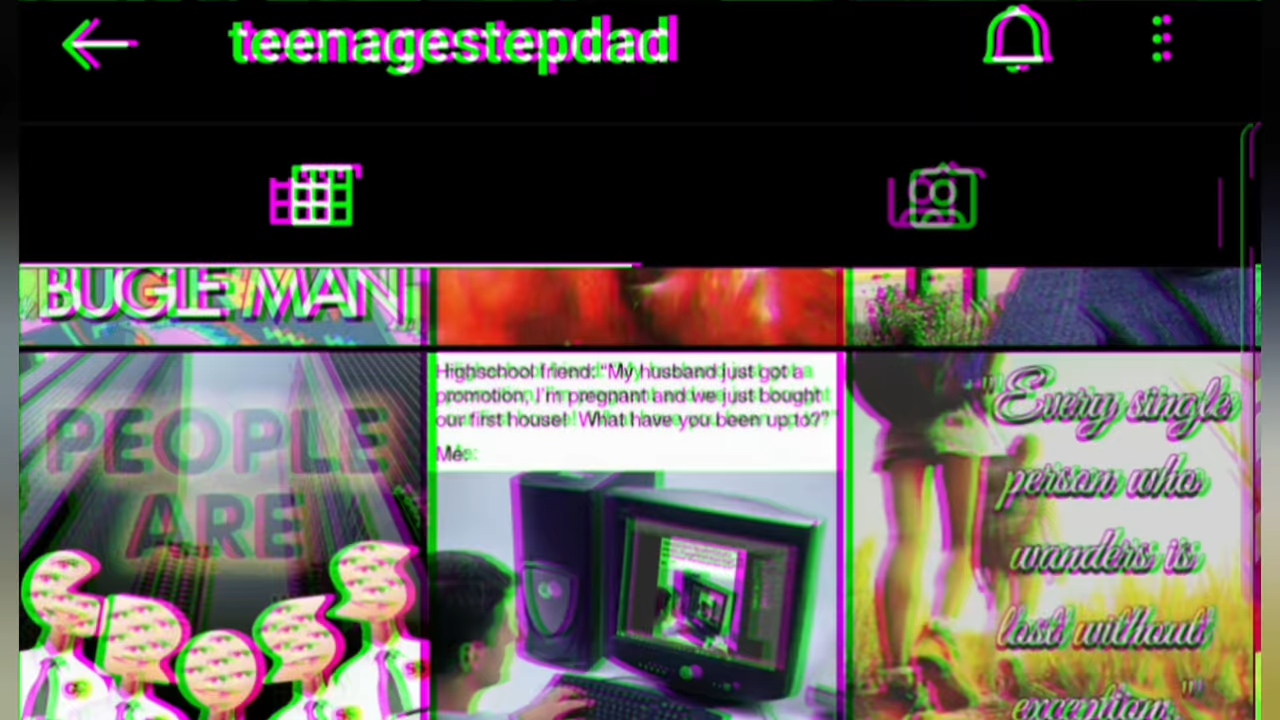 teenagestepdad
BUGLE MAN
PEOPLE
ARE
Highschool friend: "My husband just got a
promotion, I'm pregnant and we just bought
our first house! What have you been up to?"
Me:
"Every single
person who
wanders is
lost without
exception"